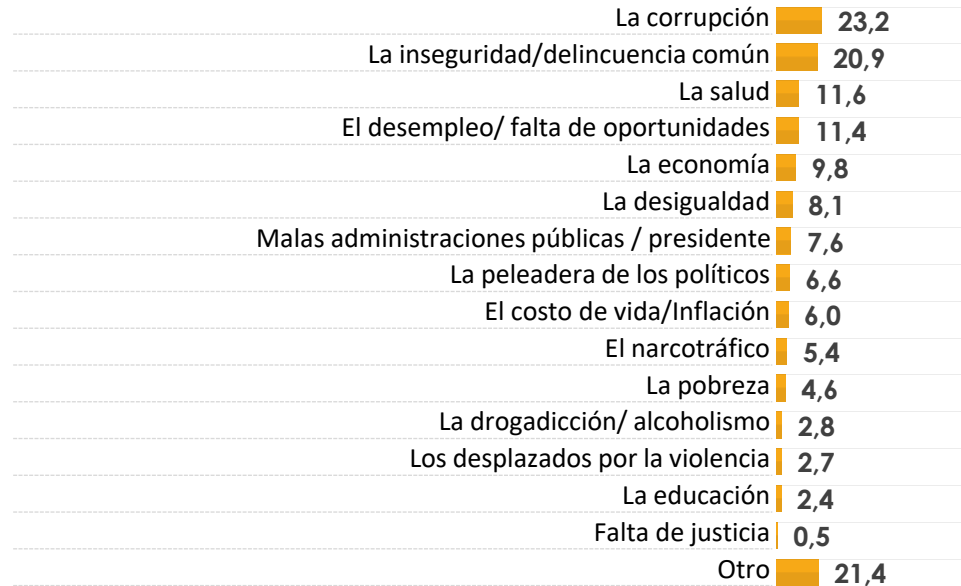 La corrupción 23,2
La inseguridad/delincuencia común 20,9
La salud 11,6
El desempleo/ falta de oportunidades 11,4
La economía 9,8
La desigualdad 8,1
Malas administraciones públicas / presidente 7,6
La peleadera de los políticos 6,6
El costo de vida/Inflación 6,0
El narcotráfico 5,4
La pobreza 4,6
La drogadicción/ alcoholismo 2,8
Los desplazados por la violencia 2,7
La educación 2,4
Falta de justicia 0,5
Otro 21,4